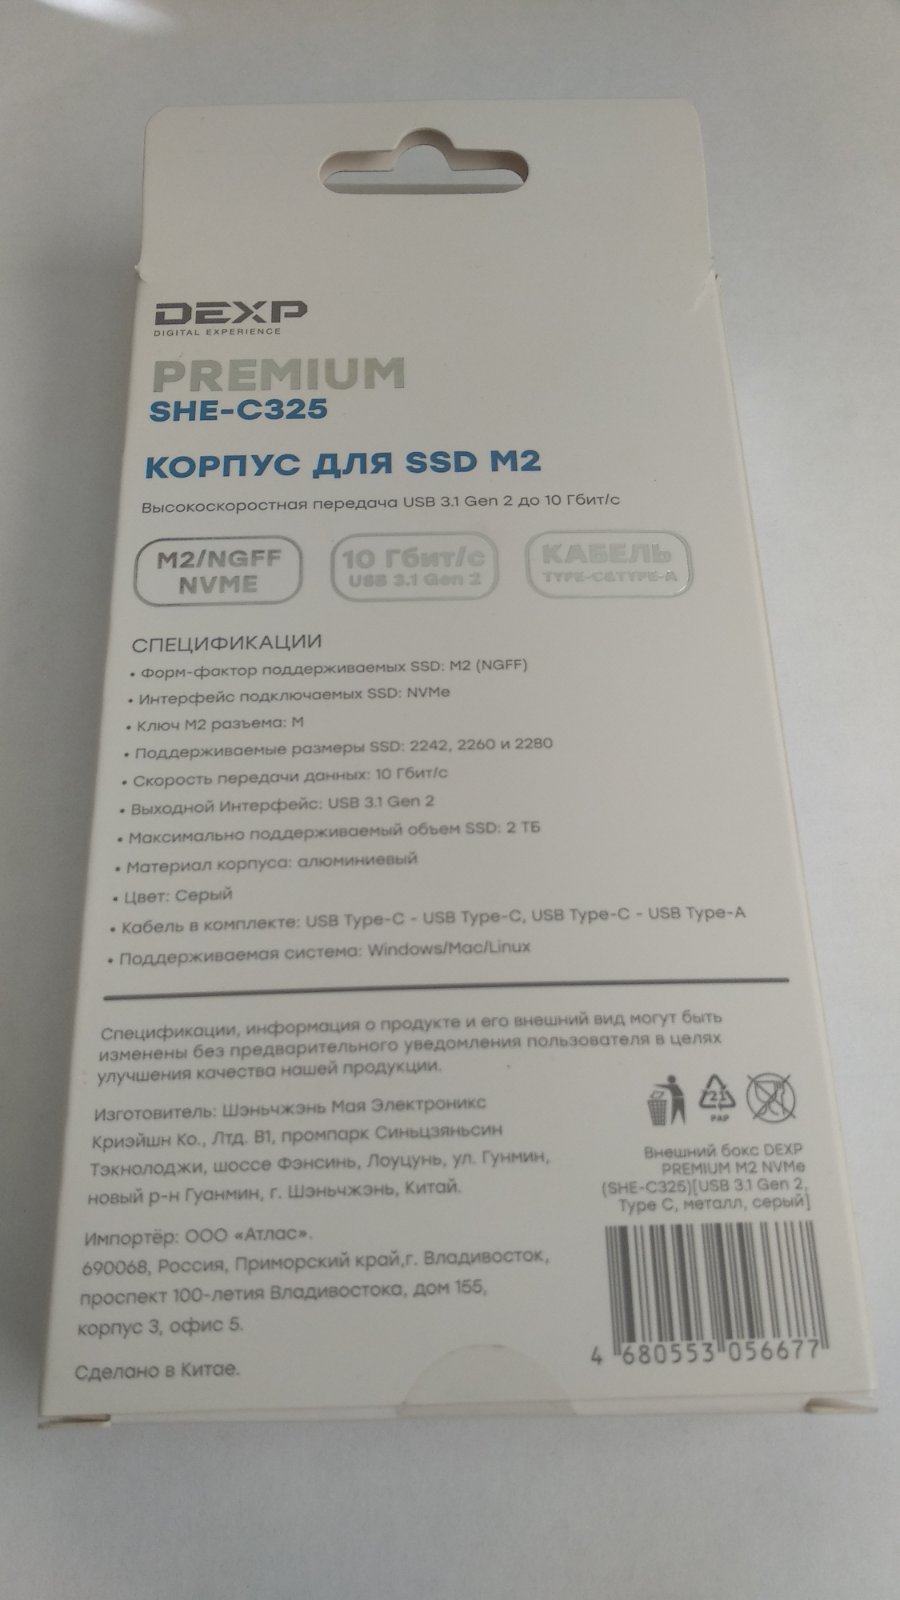 DEXP
DIGITAL EXPERIENCE
PREMIUM
SHE-C325
КОРПУС ДЛЯ SSD M2
Высокоскоростная передача USB 3.1 Gen 2 до 10 Гбит/с
M2/NGFF
NVME
10 Гбит/с
USB 3.1 Gen 2
КАБЕЛЬ
TYPE-C&TYPE-A
СПЕЦИФИКАЦИИ
• Форм-фактор поддерживаемых SSD: M2 (NGFF)
• Интерфейс подключаемых SSD: NVMe
• Ключ M2 разъема: M
• Поддерживаемые размеры SSD: 2242, 2260 и 2280
• Скорость передачи данных: 10 Гбит/с
• Выходной Интерфейс: USB 3.1 Gen 2
• Максимально поддерживаемый объем SSD: 2 ТБ
• Материал корпуса: алюминиевый
• Цвет: Серый
• Кабель в комплекте: USB Type-C - USB Type-C, USB Type-C - USB Type-A
• Поддерживаемая система: Windows/Mac/Linux
Спецификации, информация о продукте и его внешний вид могут быть
изменены без предварительного уведомления пользователя в целях
улучшения качества нашей продукции.
Изготовитель: Шэньчжэнь Мая Электроникс
Криэйшн Ко., Лтд. В1, промпарк Синьцзяньсин
Тэкнолоджи, шоссе Фэнсинь, Лоуцунь, ул. Гунмин,
новый р-н Гуанмин, г. Шэньчжэнь, Китай.
Импортёр: ООО «Атлас».
690068, Россия, Приморский край,г. Владивосток,
проспект 100-летия Владивостока, дом 155,
корпус 3, офис 5.
Сделано в Китае.
21
PAP
Внешний бокс DEXP
PREMIUM M2 NVMe
(SHE-C325)[USB 3.1 Gen 2,
Type C, металл, серый]
4 680553 056677